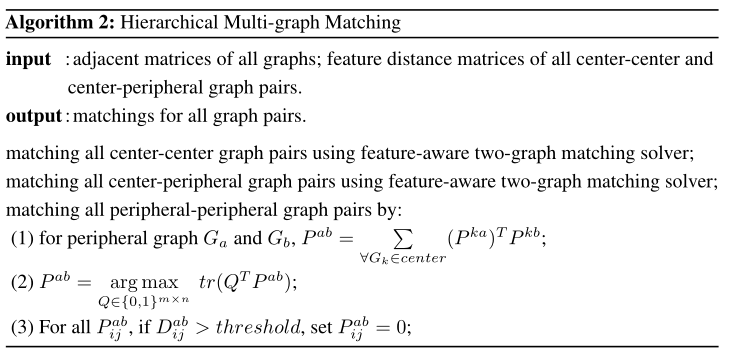 Algorithm 2: Hierarchical Multi-graph Matching
input : adjacent matrices of all graphs; feature distance matrices of all center-center and
center-peripheral graph pairs.
output : matchings for all graph pairs.
matching all center-center graph pairs using feature-aware two-graph matching solver;
matching all center-peripheral graph pairs using feature-aware two-graph matching solver;
matching all peripheral-peripheral graph pairs by:
(1) for peripheral graph $G_a$ and $G_b$, $P^{ab} = \sum_{\forall G_k \in center} (P^{ka})^T P^{kb}$;
(2) $P^{ab} = \arg\max_{Q \in \{0,1\}^{m \times n}} tr(Q^T P^{ab})$;
(3) For all $P^{ab}_{ij}$, if $D^{ab}_{ij} > threshold$, set $P^{ab}_{ij} = 0$;